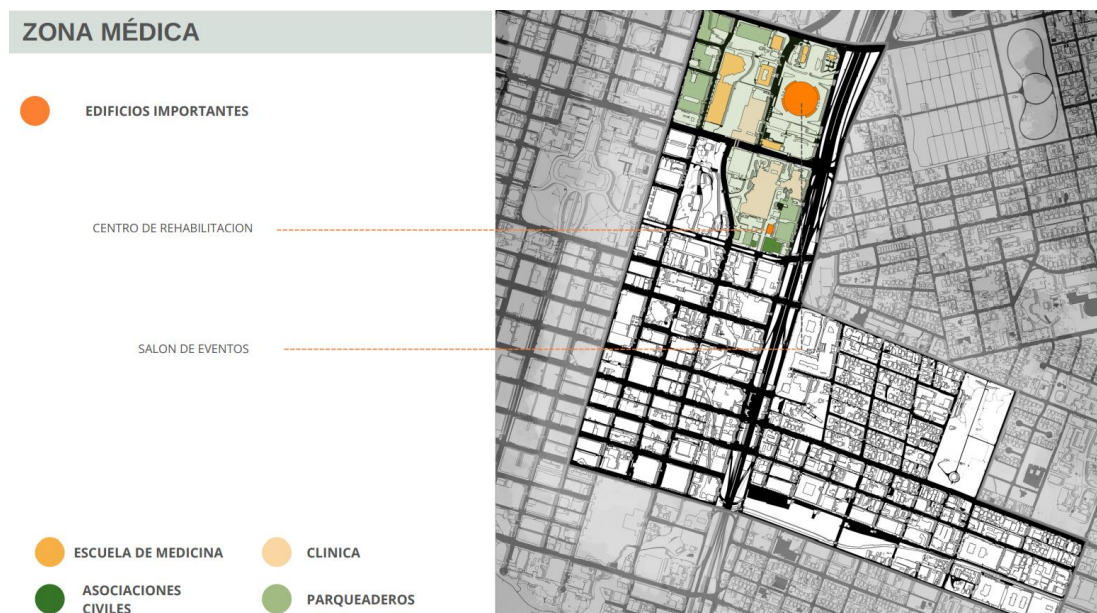 ZONA MÉDICA
EDIFICIOS IMPORTANTES
CENTRO DE REHABILITACION
SALON DE EVENTOS
ESCUELA DE MEDICINA
CLINICA
ASOCIACIONES
CIVILES
PARQUEADEROS